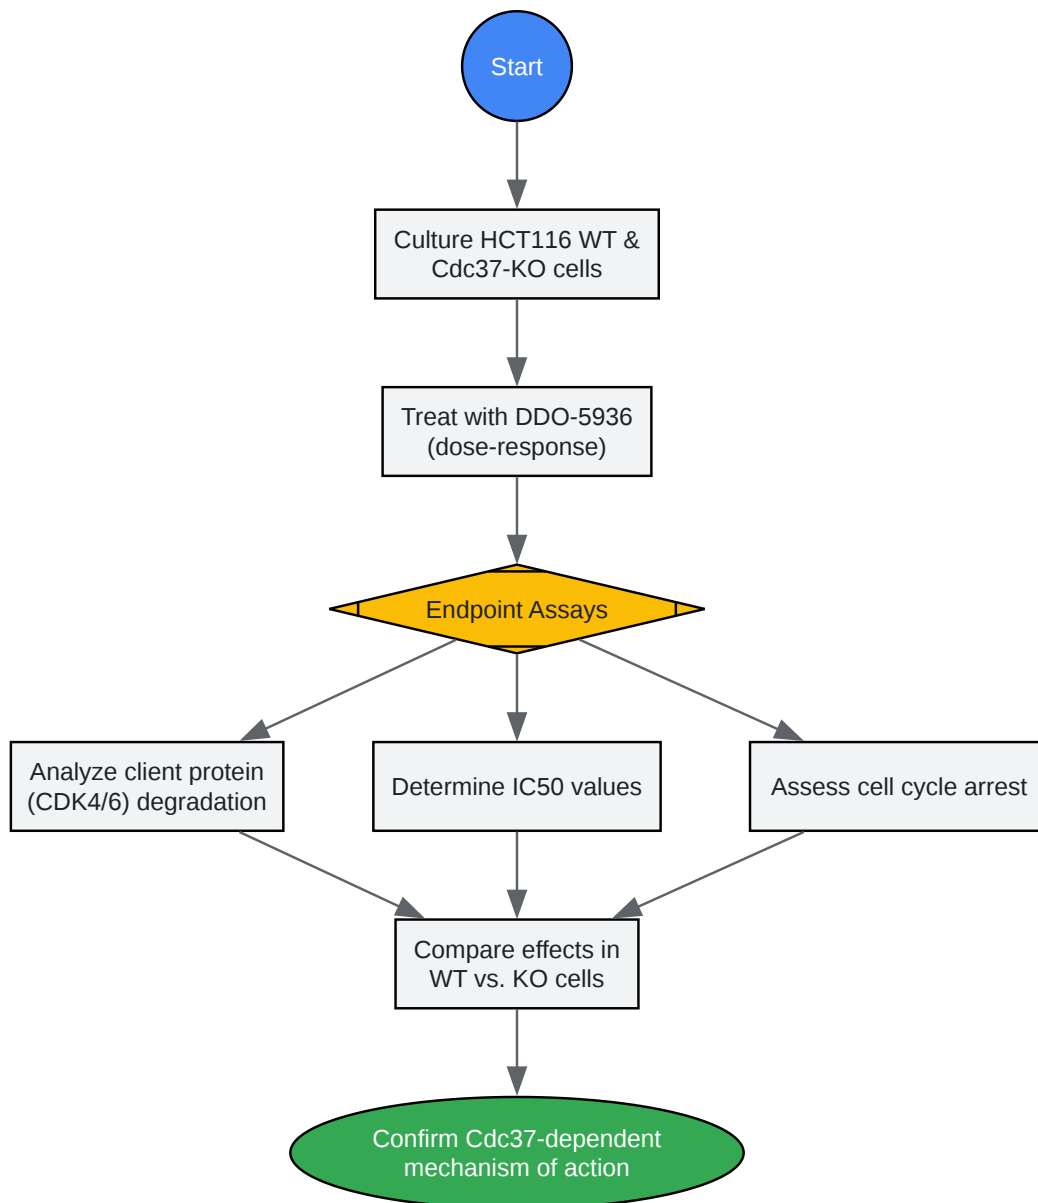 Start
Culture HCT116 WT &
Cdc37-KO cells
Treat with DDO-5936
(dose-response)
Endpoint Assays
Analyze client protein
(CDK4/6) degradation
Determine IC50 values
Assess cell cycle arrest
Compare effects in
WT vs. KO cells
Confirm Cdc37-dependent
mechanism of action